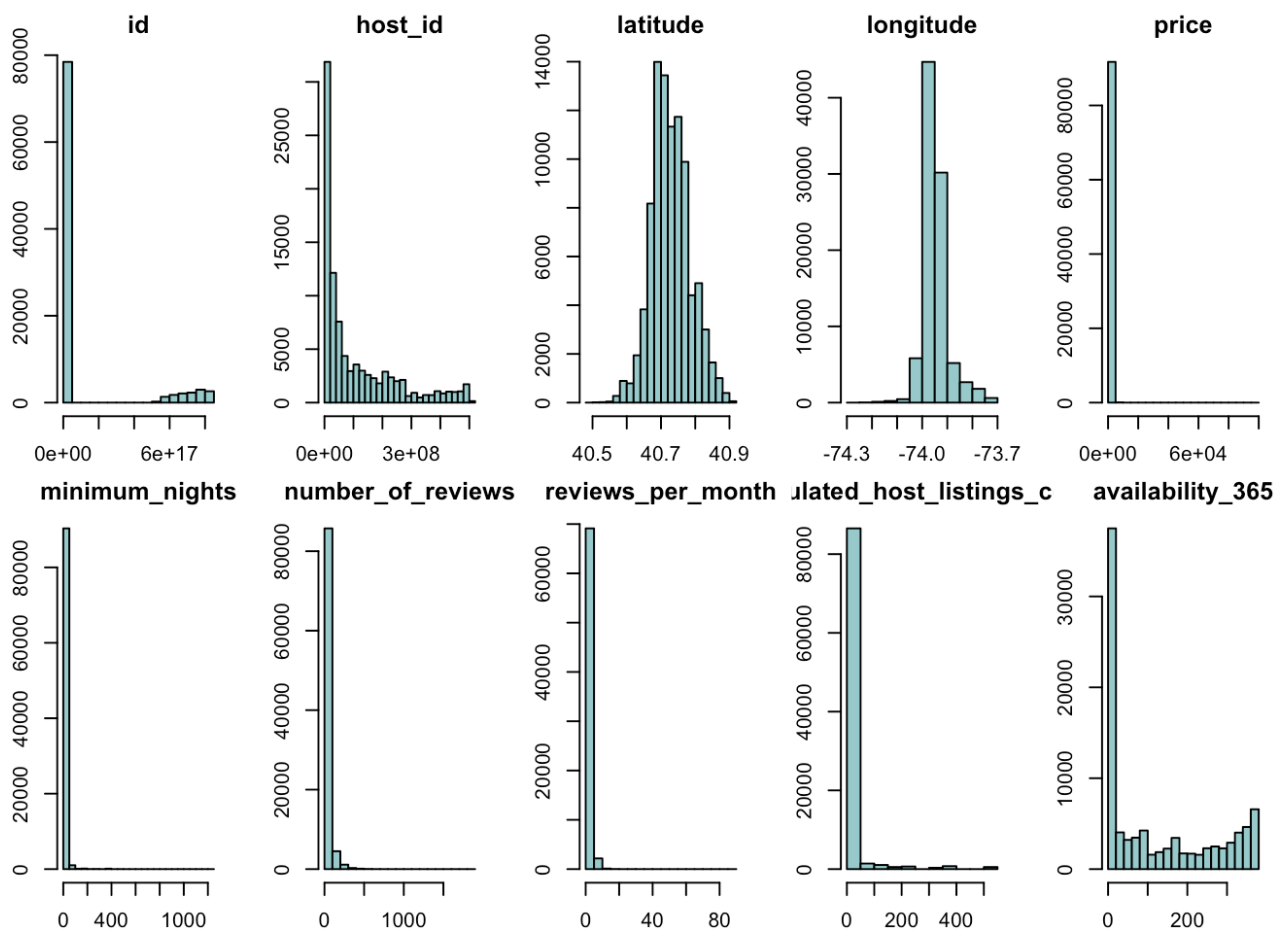 id
80000
60000
40000
20000
0
0e+00 6e+17
host_id
25000
15000
5000
0
0e+00 3e+08
latitude
14000
10000
6000
2000
0
40.5 40.7 40.9
longitude
40000
30000
20000
10000
0
-74.3 -74.0 -73.7
price
80000
60000
40000
20000
0
0e+00 6e+04
minimum_nights
80000
60000
40000
20000
0
0 400 1000
number_of_reviews
80000
60000
40000
20000
0
0 1000
reviews_per_month
60000
40000
20000
0
0 40 80
ulated_host_listings_c
80000
60000
40000
20000
0
0 200 400
availability_365
30000
20000
10000
0
0 200